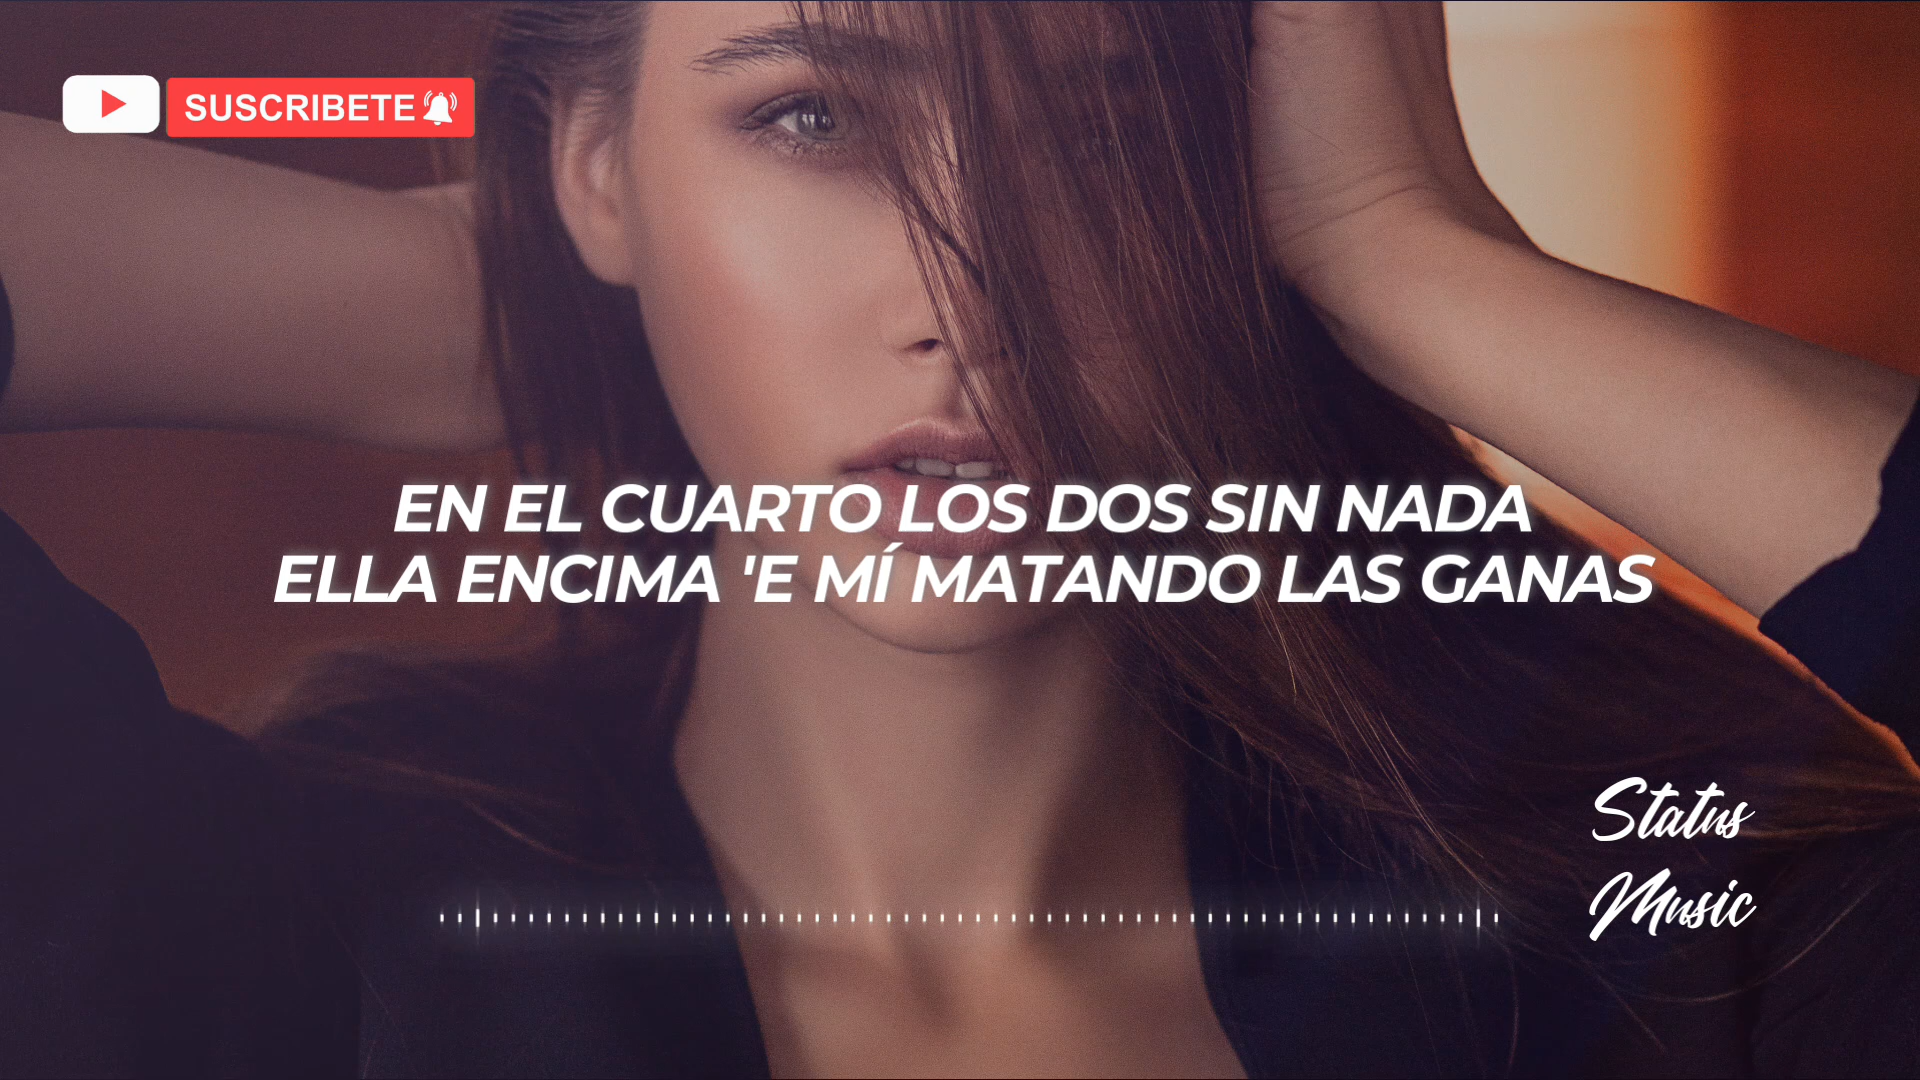 SUSCRIBETE
EN EL CUARTO LOS DOS SIN NADA
ELLA ENCIMA 'E MÍ MATANDO LAS GANAS
Status
Music